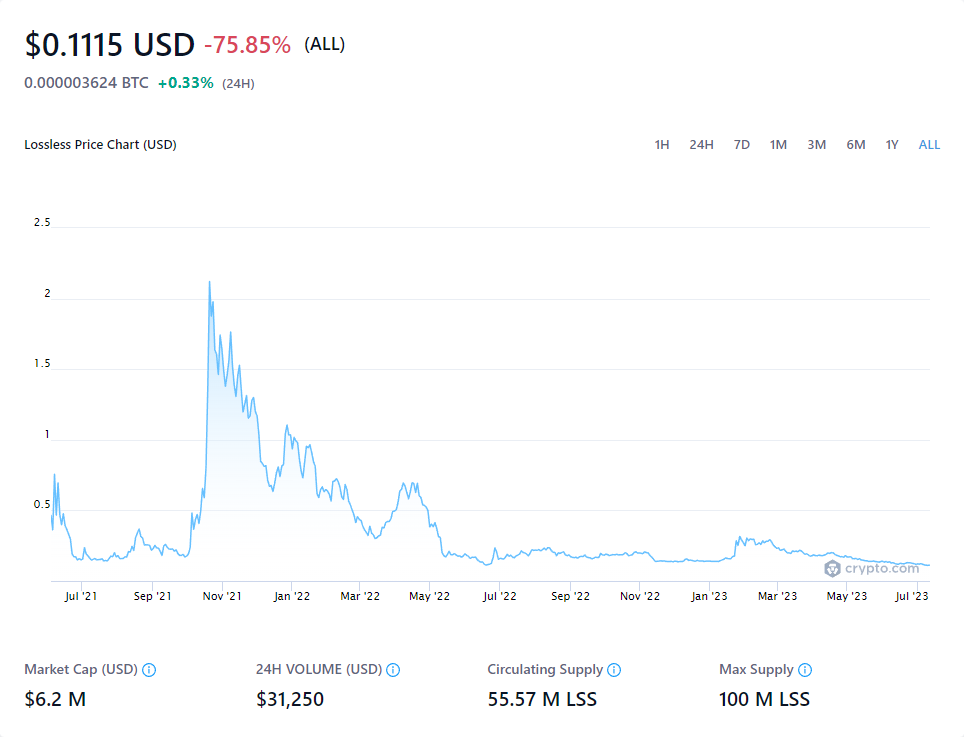 $0.1115 USD -75.85% (ALL)
0.000003624 BTC +0.33% (24H)
Lossless Price Chart (USD) 1H 24H 7D 1M 3M 6M 1Y ALL
2.5
2
1.5
1
0.5
crypto.com
Jul '21 Sep '21 Nov '21 Jan '22 Mar '22 May '22 Jul '22 Sep '22 Nov '22 Jan '23 Mar '23 May '23 Jul '23
Market Cap (USD) 24H VOLUME (USD) Circulating Supply Max Supply
$6.2 M $31,250 55.57 M LSS 100 M LSS